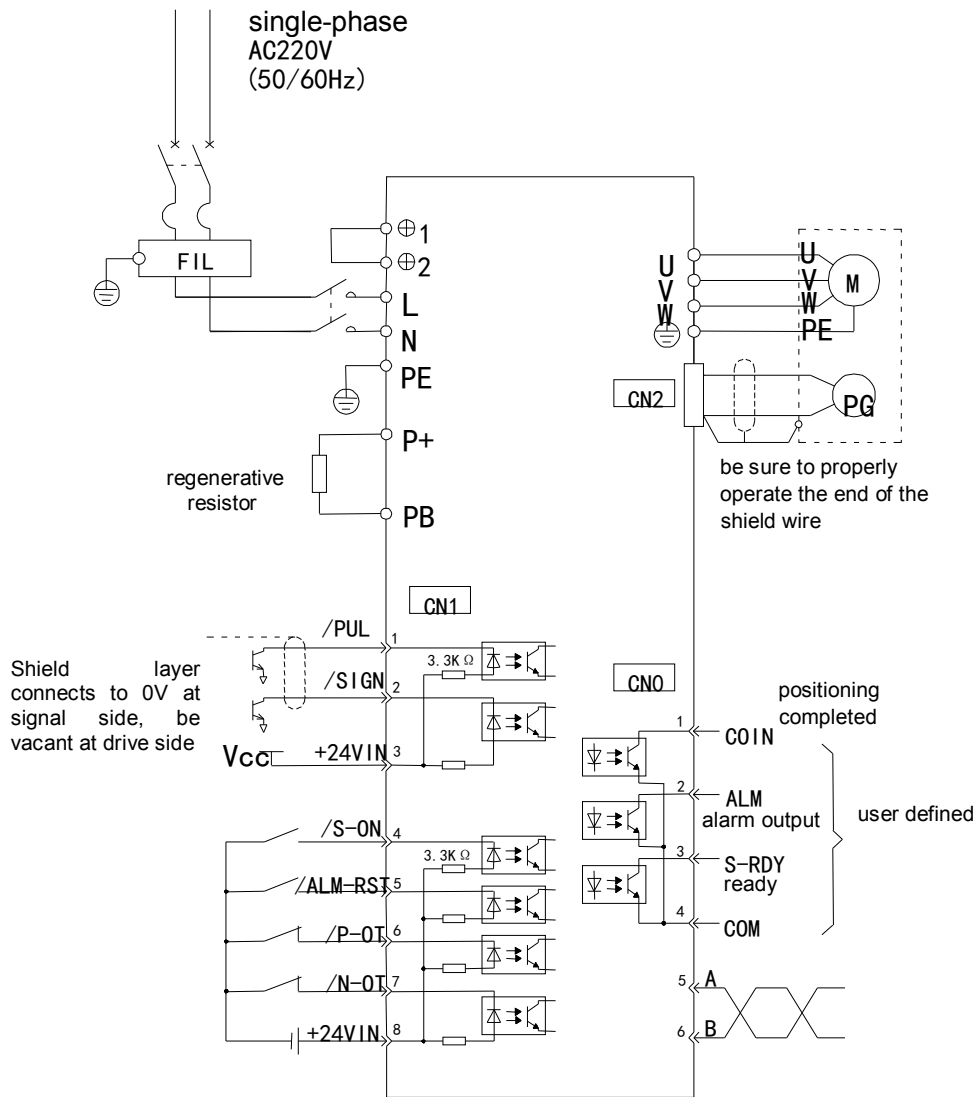 single-phase
AC220V
(50/60Hz)
FIL
1
2
L
N
PE
P+
PB
regenerative
resistor
U
V
W
U
V
W
PE
M
CN2
PG
be sure to properly
operate the end of the
shield wire
CN1
/PUL 1
3.3KΩ
/SIGN 2
Vcc +24VIN 3
Shield layer
connects to 0V at
signal side, be
vacant at drive side
/S-ON 4
3.3KΩ
/ALM-RST 5
/P-OT 6
/N-OT 7
+24VIN 8
CN0
positioning
completed
1 COIN
2 ALM
alarm output
user defined
3 S-RDY
ready
4 COM
5 A
6 B